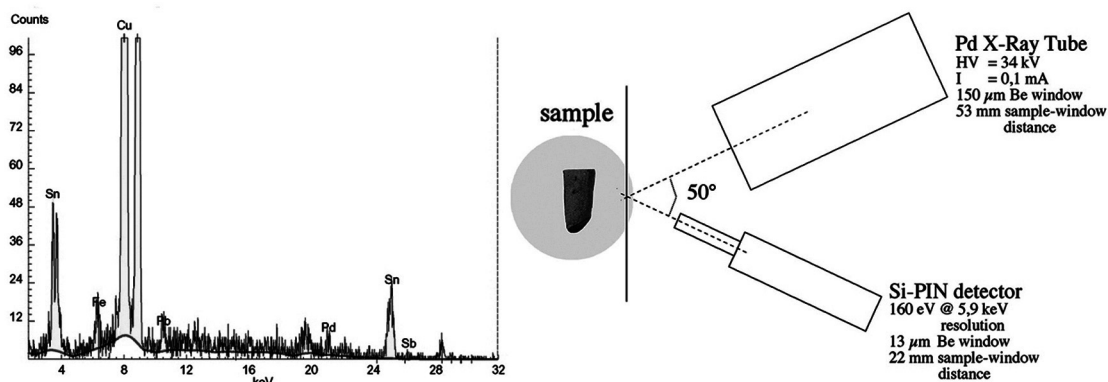 Counts
Cu
96
84
72
60
48
36
24
12
Sn
Fe
Pb
Pd
Sn
Sb
4
8
12
16
20
24
28
32
keV
sample
50°
Pd X-Ray Tube
HV = 34 kV
I = 0,1 mA
150 µm Be window
53 mm sample-window
distance
Si-PIN detector
160 eV @ 5,9 keV
resolution
13 µm Be window
22 mm sample-window
distance